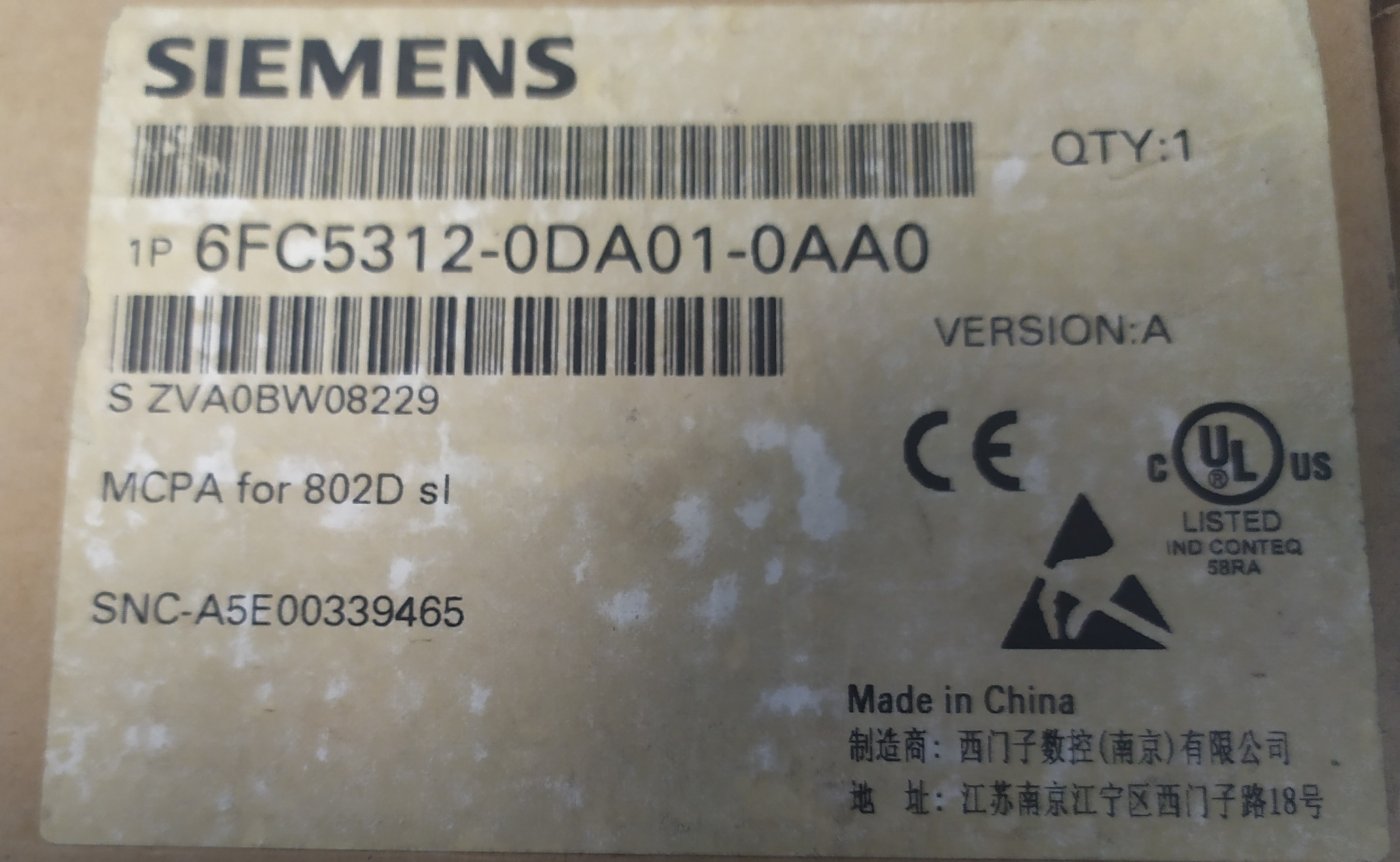 SIEMENS
QTY:1
1P 6FC5312-0DA01-0AA0
VERSION:A
S ZVA0BW08229
MCPA for 802D sl
C UL ® US
LISTED
IND CONTEQ
58RA
SNC-A5E00339465
Made in China
制造商: 西门子数控(南京)有限公司
地 址: 江苏南京江宁区西门子路18号